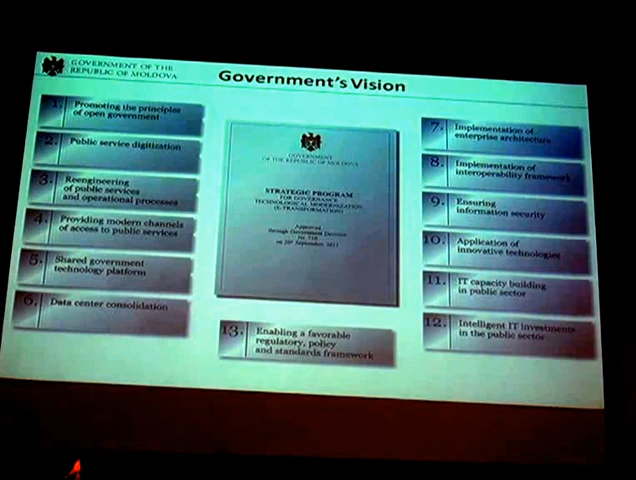 GOVERNMENT OF THE
REPUBLIC OF MOLDOVA
Government's Vision
1. Promoting the principles
of open government
2. Public service digitization
3. Reengineering
of public services
and operational processes
4. Providing modern channels
of access to public services
5. Shared government
technology platform
6. Data center consolidation
GOVERNMENT
OF THE REPUBLIC OF MOLDOVA
STRATEGIC PROGRAM
FOR GOVERNANCE
TECHNOLOGICAL MODERNIZATION
(E-TRANSFORMATION)
Approved
through Government Decision
Nr. 710
on 20th September, 2011
7. Implementation of
enterprise architecture
8. Implementation of
interoperability framework
9. Ensuring
information security
10. Application of
innovative technologies
11. IT capacity building
in public sector
12. Intelligent IT investments
in the public sector
13. Enabling a favorable
regulatory, policy
and standards framework